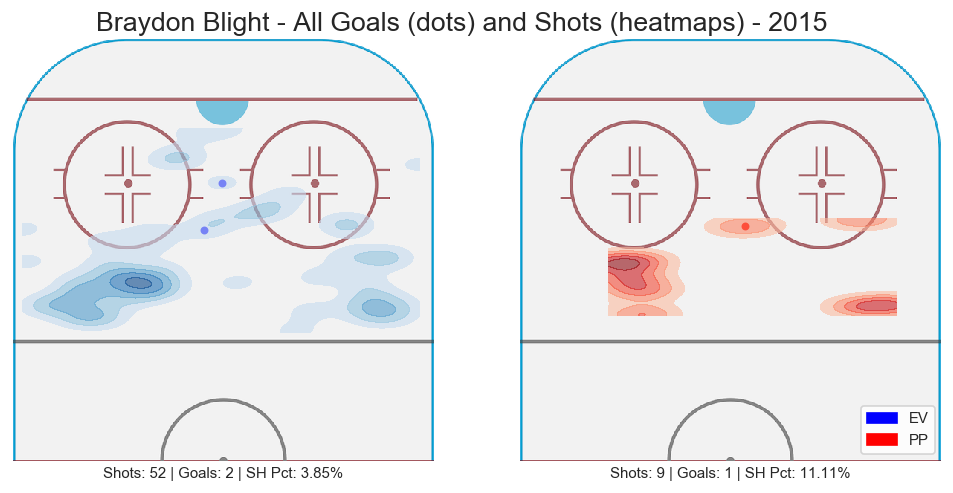 Braydon Blight - All Goals (dots) and Shots (heatmaps) - 2015
EV
PP
Shots: 52 | Goals: 2 | SH Pct: 3.85%
Shots: 9 | Goals: 1 | SH Pct: 11.11%